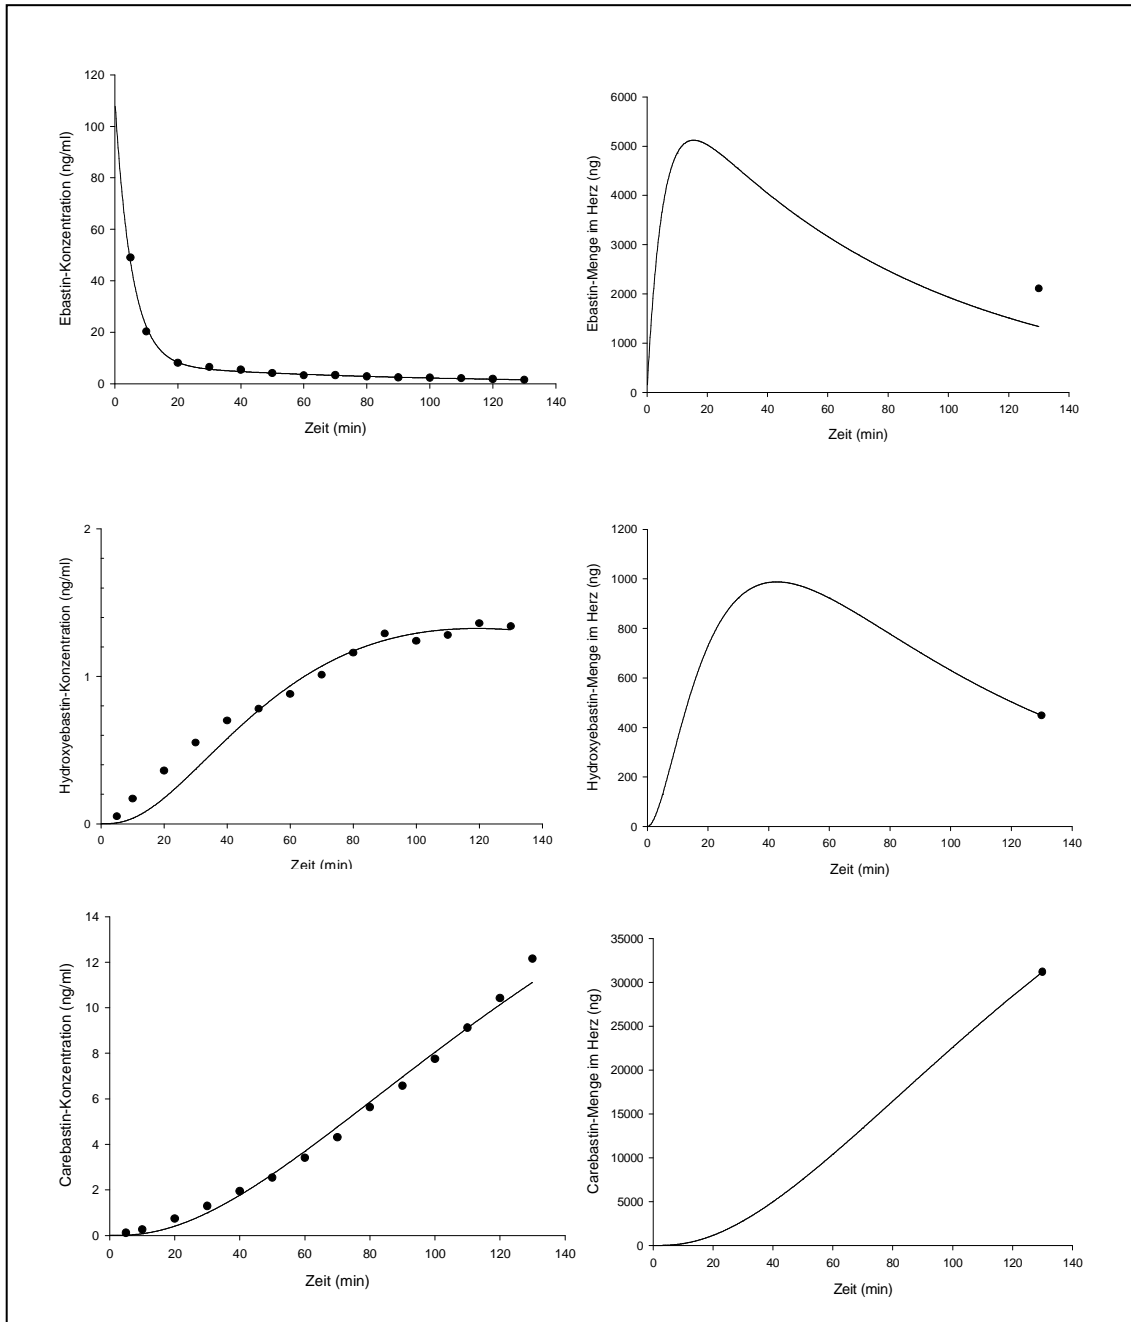 120
100
80
60
40
20
0
Ebastin-Konzentration (ng/ml)
0 20 40 60 80 100 120 140
Zeit (min)
6000
5000
4000
3000
2000
1000
0
Ebastin-Menge im Herz (ng)
0 20 40 60 80 100 120 140
Zeit (min)
2
1
0
Hydroxyebastin-Konzentration (ng/ml)
0 20 40 60 80 100 120 140
Zeit (min)
1200
1000
800
600
400
200
0
Hydroxyebastin-Menge im Herz (ng)
0 20 40 60 80 100 120 140
Zeit (min)
14
12
10
8
6
4
2
0
Carebastin-Konzentration (ng/ml)
0 20 40 60 80 100 120 140
Zeit (min)
35000
30000
25000
20000
15000
10000
5000
0
Carebastin-Menge im Herz (ng)
0 20 40 60 80 100 120 140
Zeit (min)